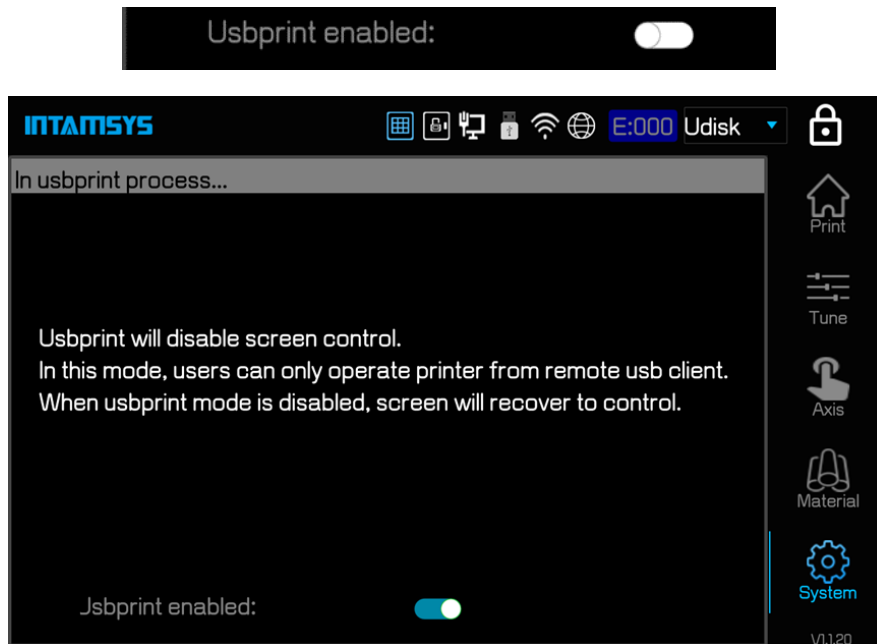 Usbprint enabled:
INTAMSYS
E:000 Udisk
In usbprint process...
Print
Tune
Usbprint will disable screen control.
In this mode, users can only operate printer from remote usb client.
When usbprint mode is disabled, screen will recover to control.
Axis
Material
System
Jsbprint enabled:
V1.1.20